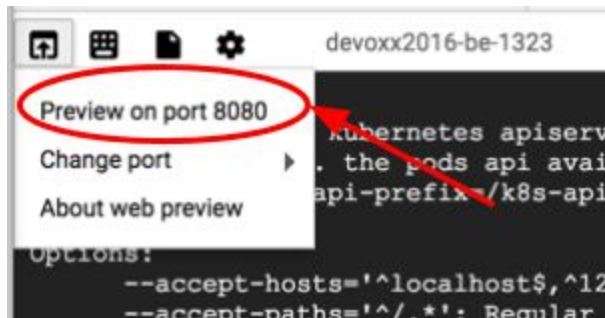 devoxx2016-be-1323
Preview on port 8080
kubernetes apiserv
Change port
. the pods api avai
api-prefix=/k8s-api
About web preview
Options:
--accept-hosts='^localhost$,^12
--accept-paths='^/.*': Regular